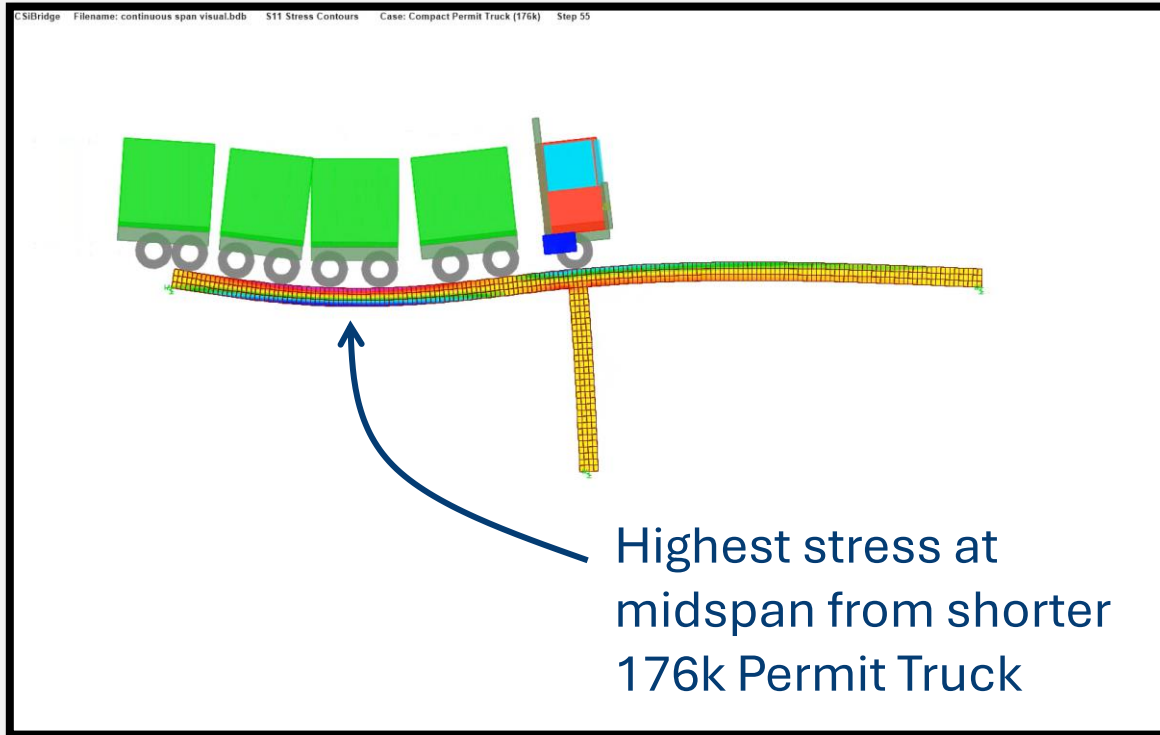 CSiBridge Filename: continuous span visual.bdb S11 Stress Contours Case: Compact Permit Truck (176k) Step 55
Highest stress at
midspan from shorter
176k Permit Truck